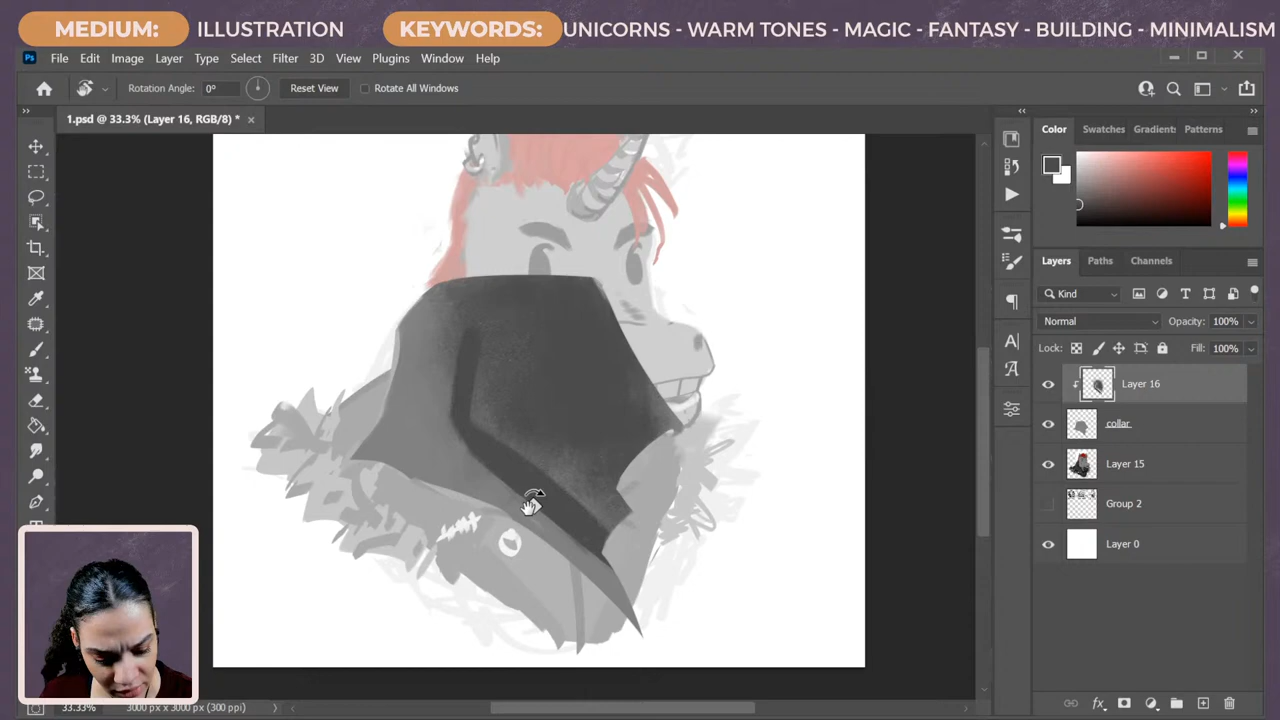 MEDIUM: ILLUSTRATION KEYWORDS: UNICORNS - WARM TONES - MAGIC - FANTASY - BUILDING - MINIMALISM
Ps File Edit Image Layer Type Select Filter 3D View Plugins Window Help
Rotation Angle: 0° Reset View Rotate All Windows
1.psd @ 33.3% (Layer 16, RGB/8) *
Color Swatches Gradient: Patterns
Layers Paths Channels
Kind
Normal Opacity: 100%
Lock: Fill: 100%
Layer 16
collar
Layer 15
Group 2
Layer 0
33.33% 3000 px x 3000 px (300 ppi)